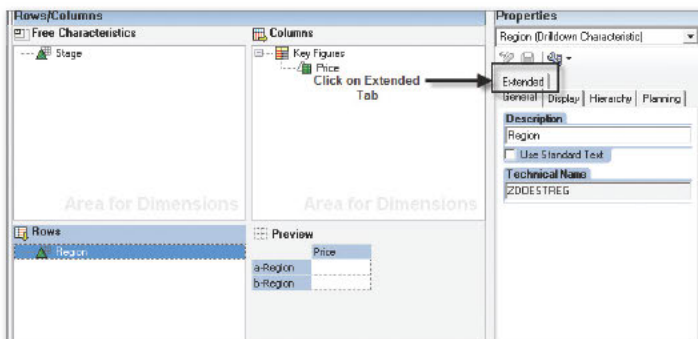 Rows/Columns
Free Characteristics
Stage
Area for Dimensions
Columns
Key Figures
Price
Click on Extended
Tab
Area for Dimensions
Rows
Region
Preview
Price
a-Region
b-Region
Properties
Region (Drilldown Characteristic)
Extended
General Display Hierarchy Planning
Description
Region
Use Standard Text
Technical Name
ZDDESTREG